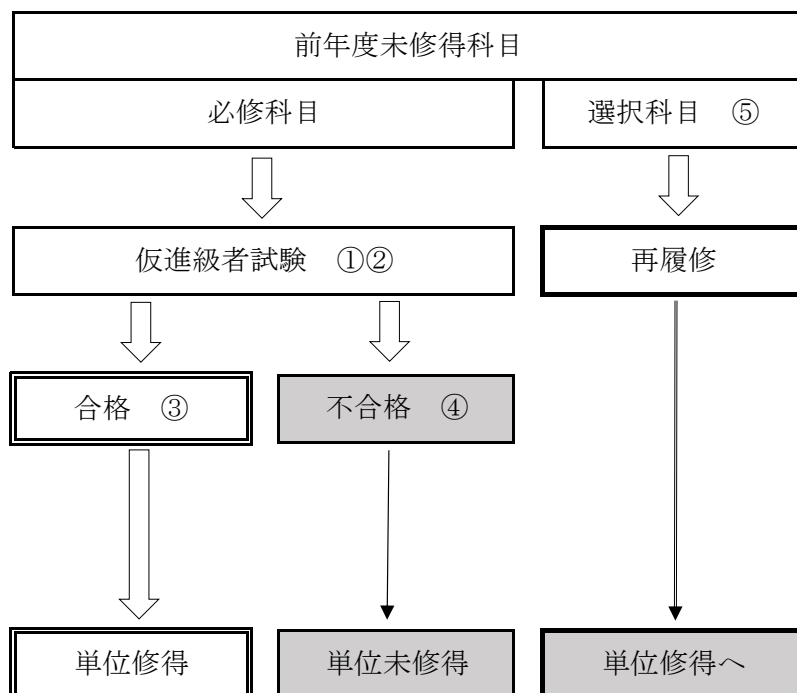 前年度未修得科目
必修科目
選択科目　⑤
仮進級者試験　①②
再履修
合格　③
不合格　④
単位修得
単位未修得
単位修得へ